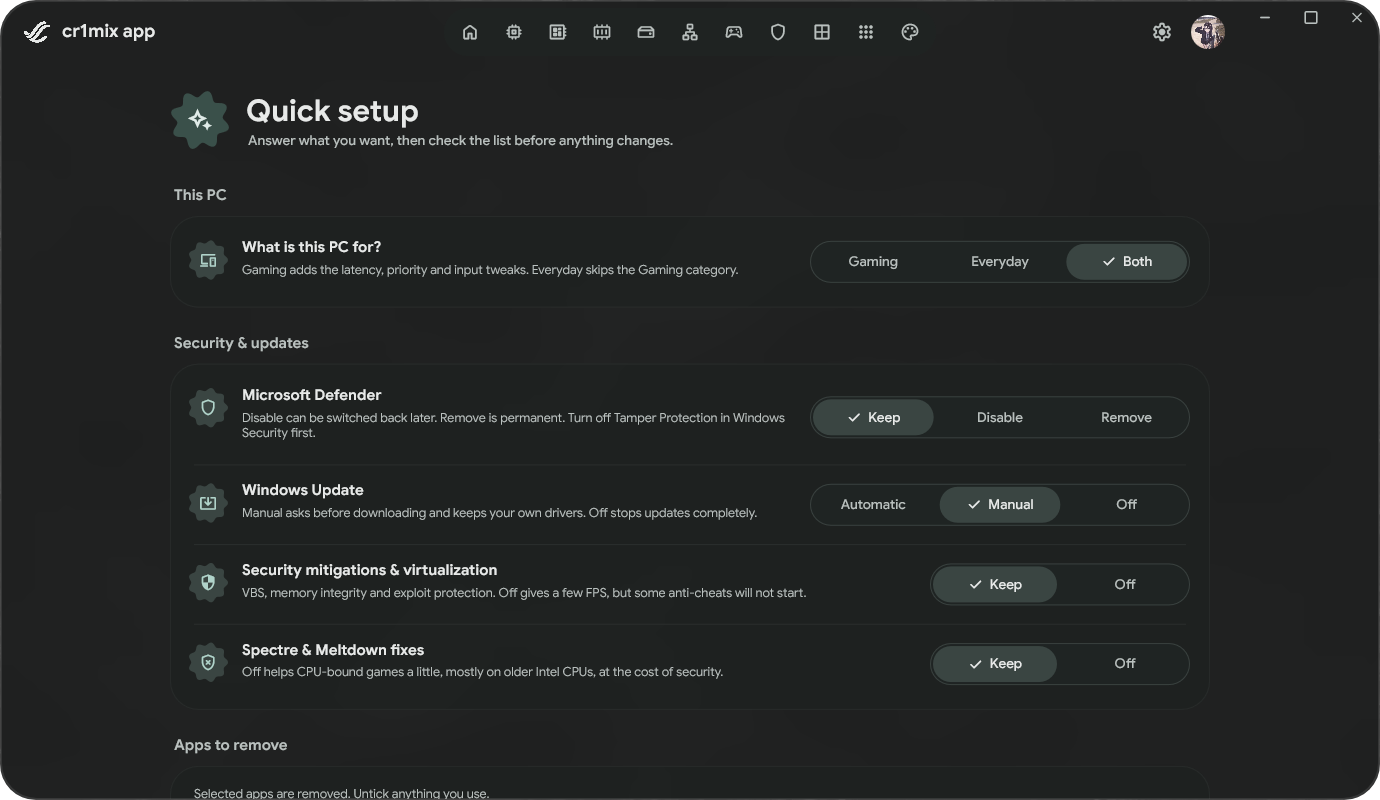 cr1mix app
Quick setup
Answer what you want, then check the list before anything changes.
This PC
What is this PC for?
Gaming adds the latency, priority and input tweaks. Everyday skips the Gaming category.
Gaming
Everyday
Both
Security & updates
Microsoft Defender
Disable can be switched back later. Remove is permanent. Turn off Tamper Protection in Windows
Security first.
Keep
Disable
Remove
Windows Update
Manual asks before downloading and keeps your own drivers. Off stops updates completely.
Automatic
Manual
Off
Security mitigations & virtualization
VBS, memory integrity and exploit protection. Off gives a few FPS, but some anti-cheats will not start.
Keep
Off
Spectre & Meltdown fixes
Off helps CPU-bound games a little, mostly on older Intel CPUs, at the cost of security.
Keep
Off
Apps to remove
Selected apps are removed. Untick anything you use.